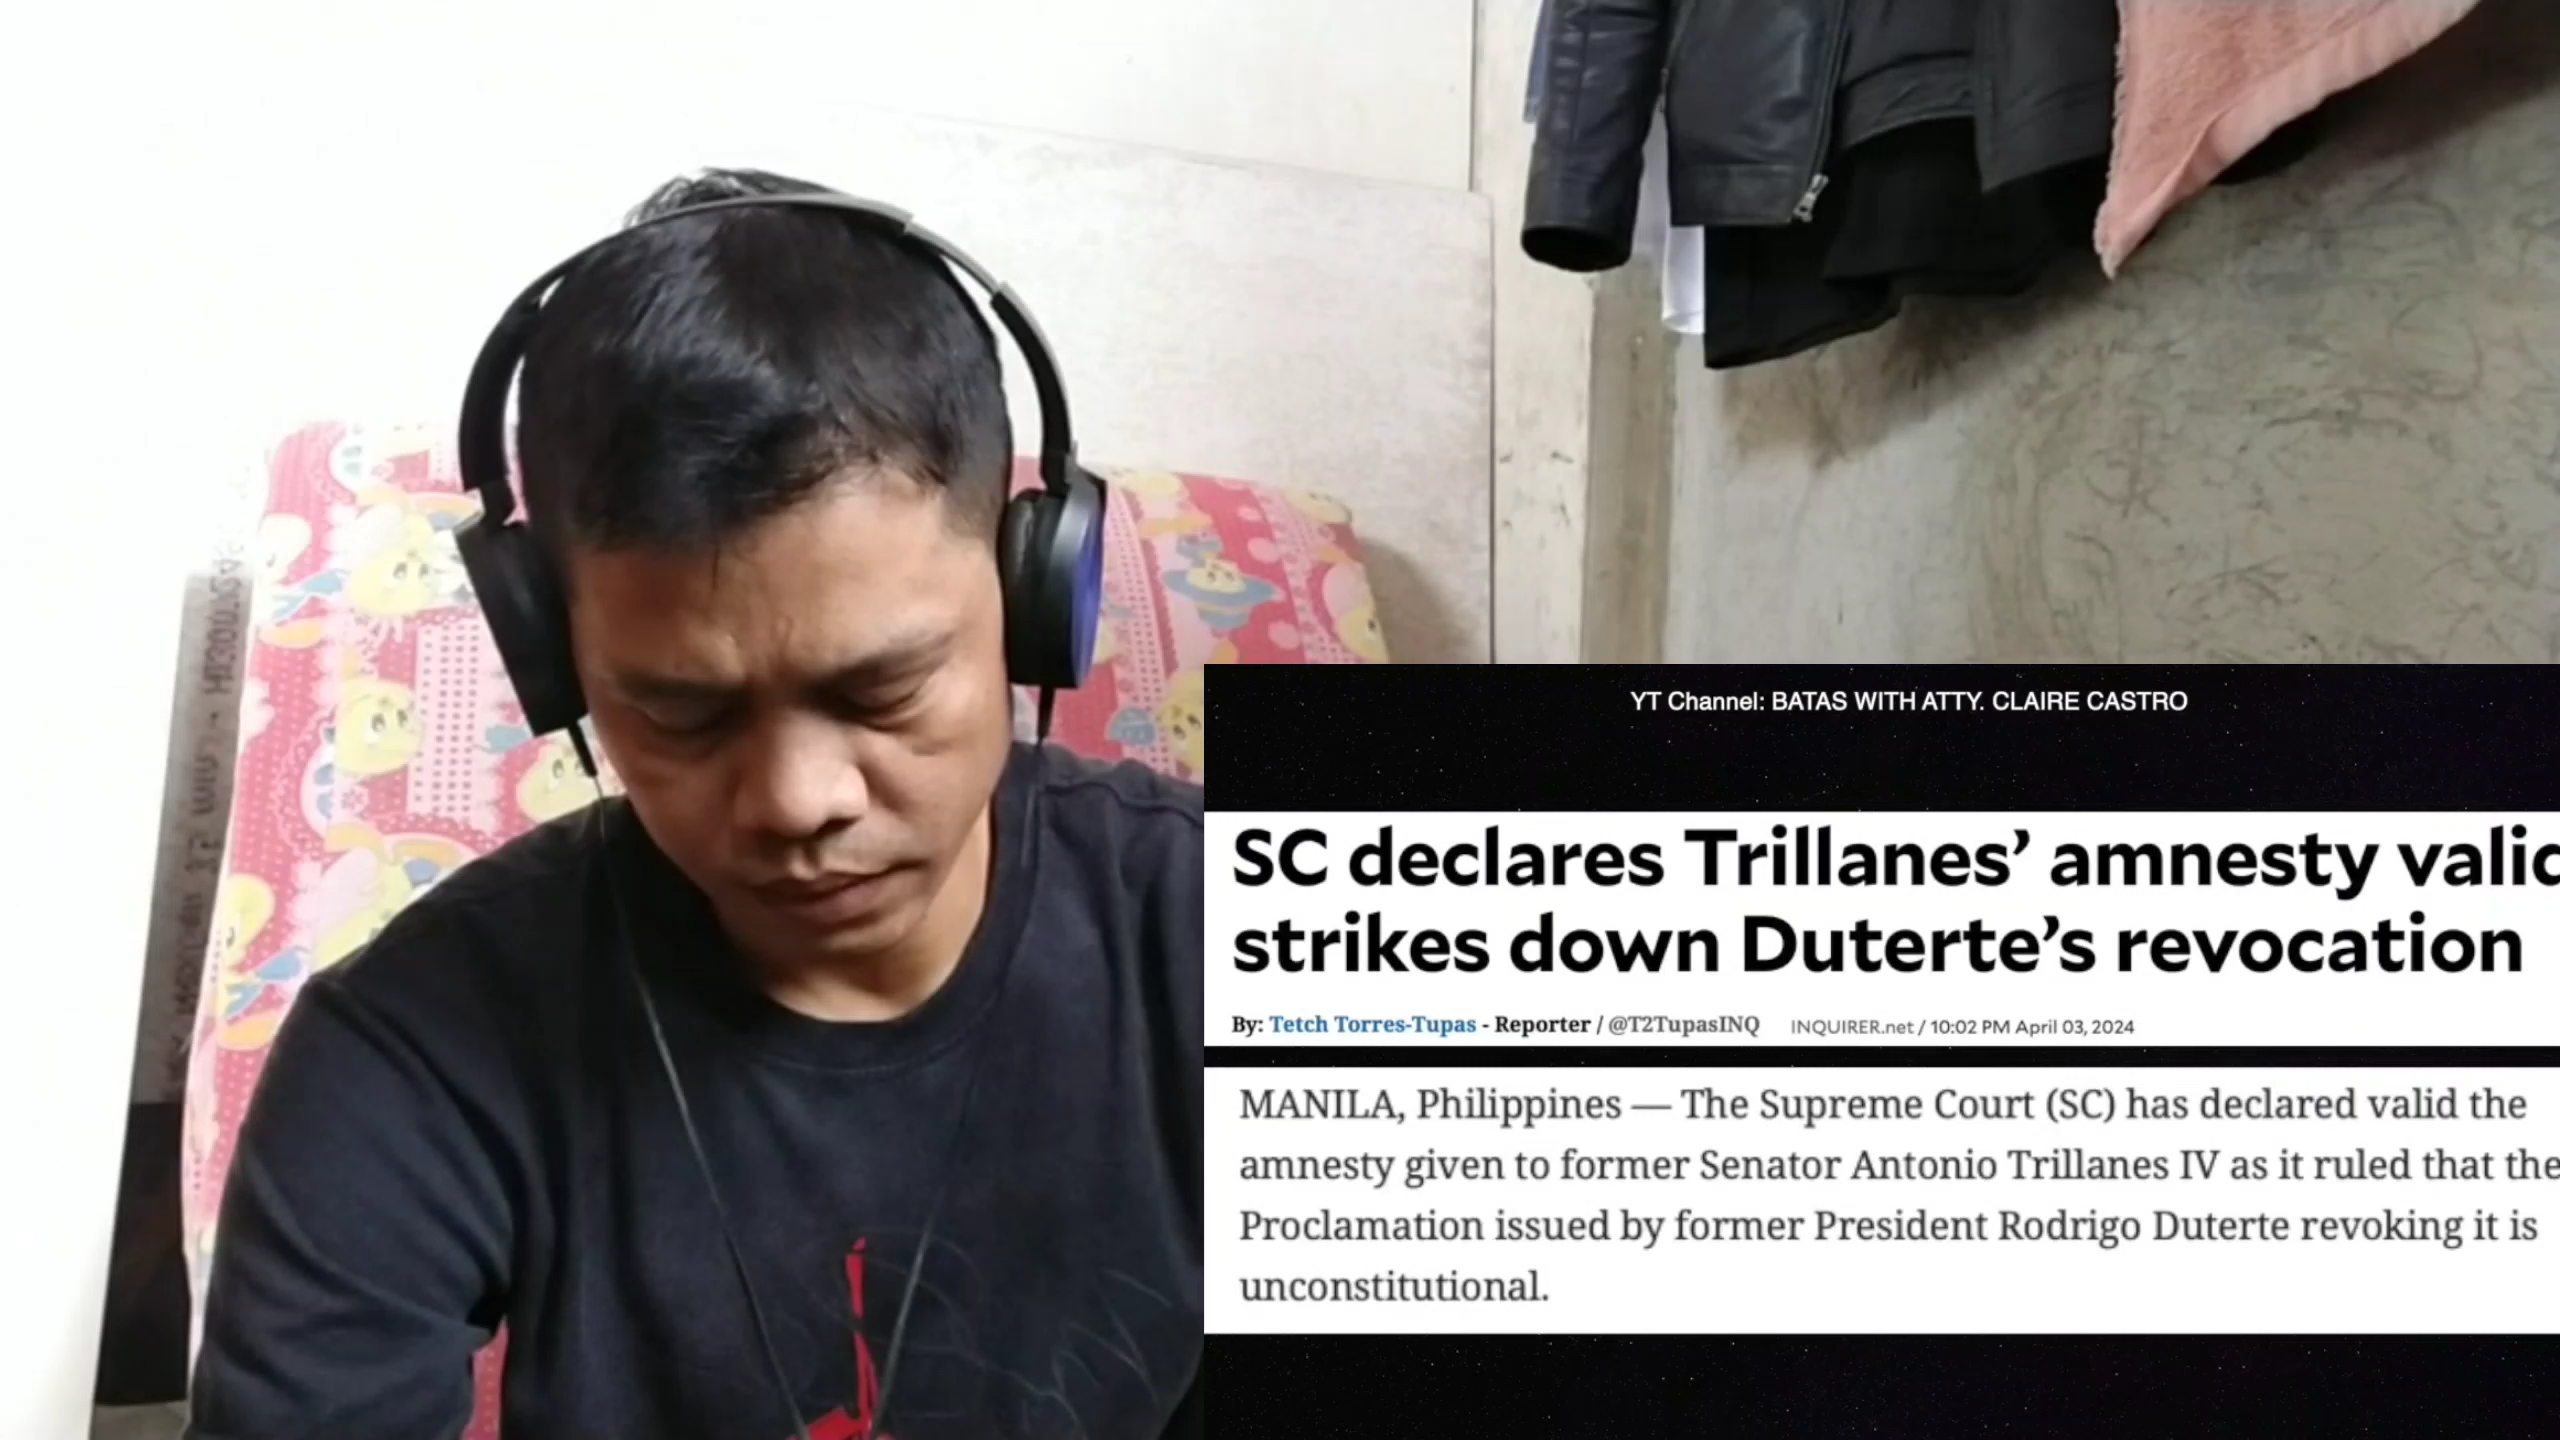 YT Channel: BATAS WITH ATTY. CLAIRE CASTRO
SC declares Trillanes’ amnesty valid
strikes down Duterte’s revocation
By: Tetch Torres-Tupas - Reporter / @T2TupasINQ INQUIRER.net / 10:02 PM April 03, 2024
MANILA, Philippines — The Supreme Court (SC) has declared valid the
amnesty given to former Senator Antonio Trillanes IV as it ruled that the
Proclamation issued by former President Rodrigo Duterte revoking it is
unconstitutional.